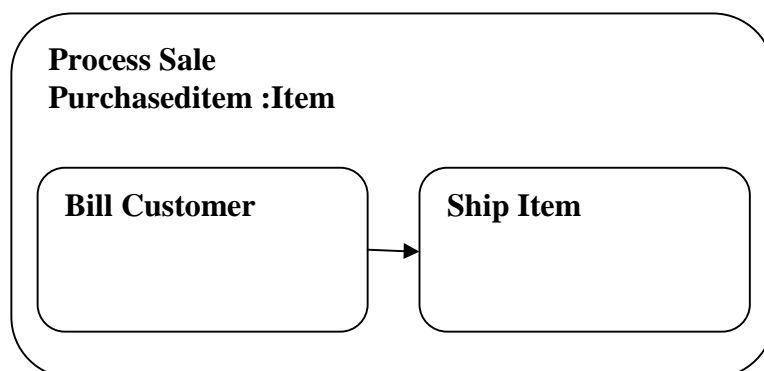 Process Sale
Purchaseditem :Item
Bill Customer
Ship Item